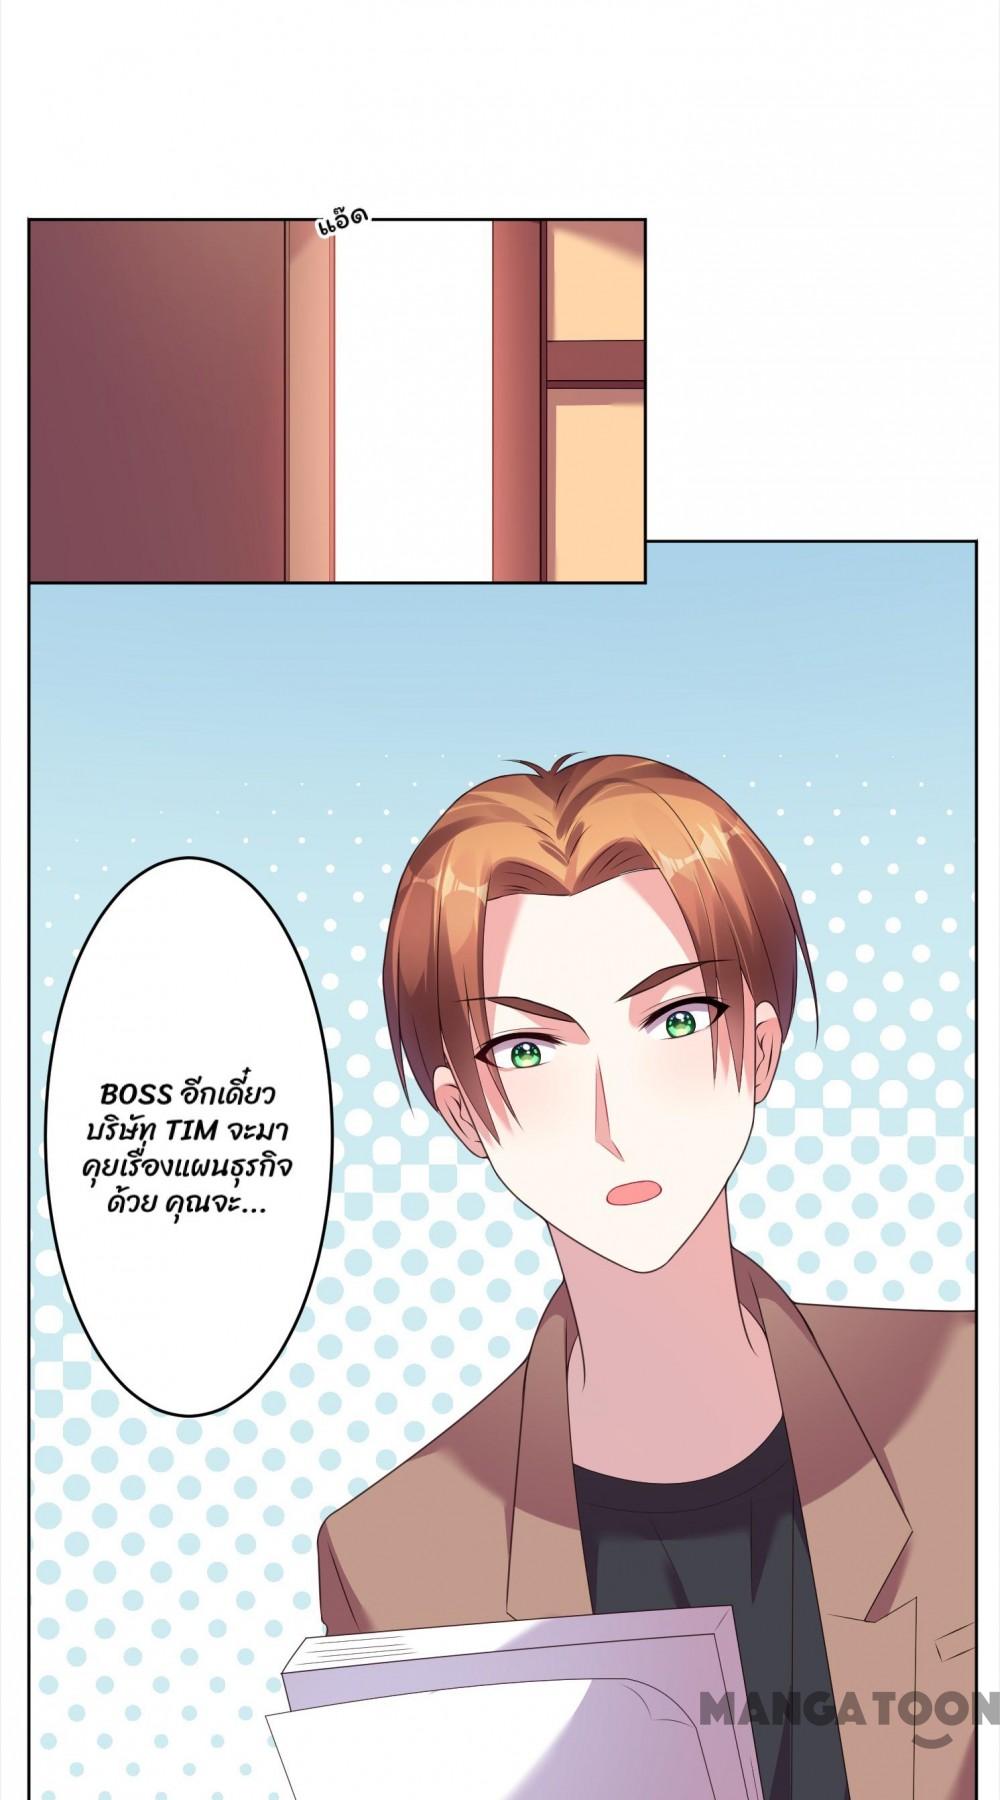 แอ๊ด
BOSS อีกเดี๋ยว
บริษัท TIM จะมา
คุยเรื่องแผนธุรกิจ
ด้วย คุณจะ...
MANGATOON